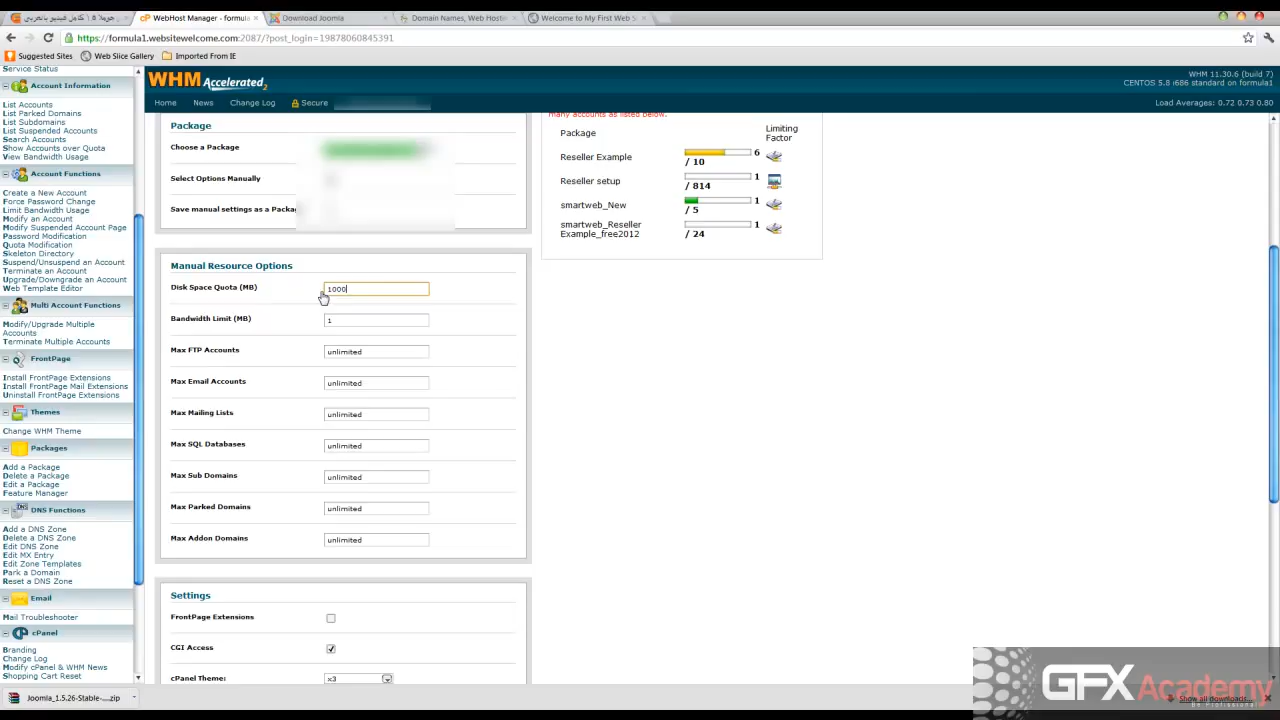 جوملا ٥ | كامل فيديو بالعربي
WebHost Manager - formula
Download Joomla
Domain Names, Web Hosti
Welcome to My First Web S
https://formula1.websitewelcome.com:2087/?post_login=19878060845391
Suggested Sites
Web Slice Gallery
Imported From IE
Service Status
Account Information
List Accounts
List Parked Domains
List Subdomains
List Suspended Accounts
Search Accounts
Show Accounts over Quota
View Bandwidth Usage
Account Functions
Create a New Account
Force Password Change
Limit Bandwidth Usage
Modify an Account
Modify Suspended Account Page
Password Modification
Quota Modification
Skeleton Directory
Suspend/Unsuspend an Account
Terminate an Account
Upgrade/Downgrade an Account
Web Template Editor
Multi Account Functions
Modify/Upgrade Multiple
Accounts
Terminate Multiple Accounts
FrontPage
Install FrontPage Extensions
Install FrontPage Mail Extensions
Uninstall FrontPage Extensions
Themes
Change WHM Theme
Packages
Add a Package
Delete a Package
Edit a Package
Feature Manager
DNS Functions
Add a DNS Zone
Delete a DNS Zone
Edit DNS Zone
Edit MX Entry
Edit Zone Templates
Park a Domain
Reset a DNS Zone
Email
Mail Troubleshooter
cPanel
Branding
Change Log
Modify cPanel & WHM News
Shopping Cart Reset
WHM Accelerated2
WHM 11.30.6 (build 7)
CENTOS 5.8 i686 standard on formula1
Home
News
Change Log
Secure
Load Averages: 0.72 0.73 0.80
Package
Choose a Package
Select Options Manually
Save manual settings as a Packag
Manual Resource Options
Disk Space Quota (MB) 1000
Bandwidth Limit (MB) 1
Max FTP Accounts unlimited
Max Email Accounts unlimited
Max Mailing Lists unlimited
Max SQL Databases unlimited
Max Sub Domains unlimited
Max Parked Domains unlimited
Max Addon Domains unlimited
Settings
FrontPage Extensions
CGI Access
cPanel Theme: x3
many accounts as listed below.
Package
Limiting
Factor
Reseller Example 6
/ 10
Reseller setup 1
/ 814
smartweb_New 1
/ 5
smartweb_Reseller
Example_free2012 1
/ 24
Joomla_1.5.26-Stable-....zip
GFX Academy
Be Professional
Show all downloads...